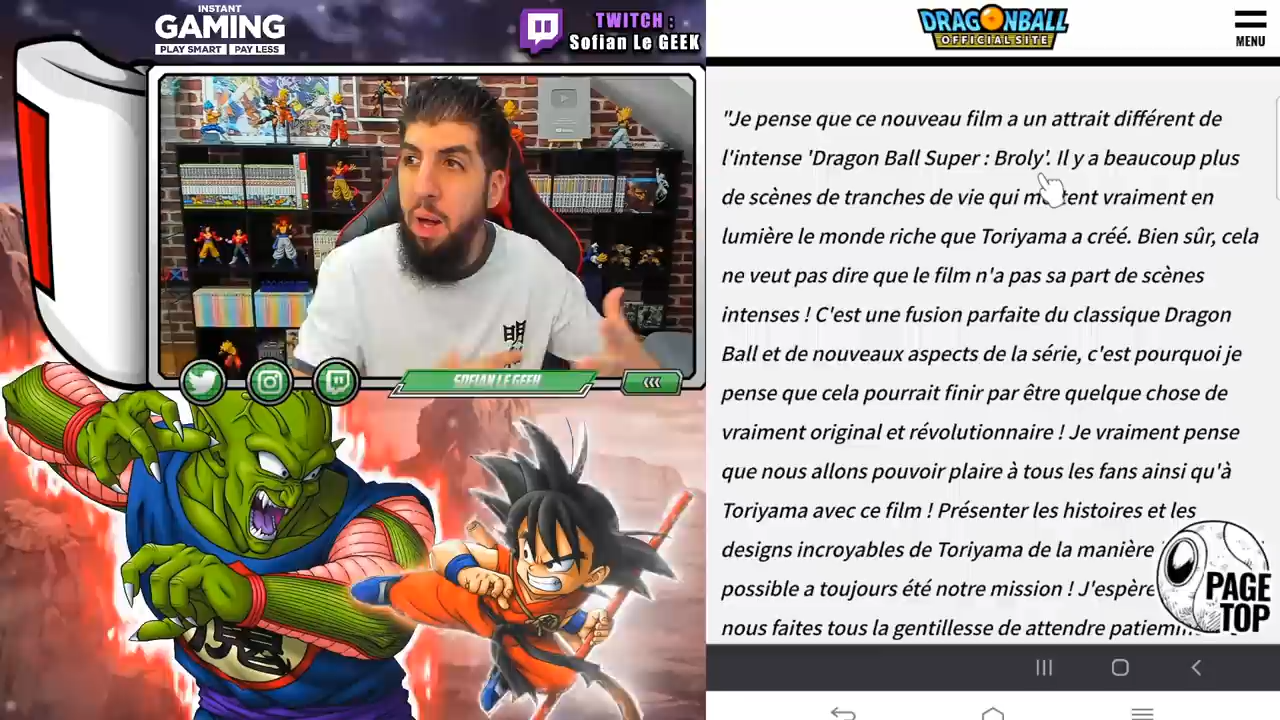 INSTANT
GAMING
PLAY SMART PAY LESS
TWITCH :
Sofian Le GEEK
明
SOFIAN LE GEEK
DRAGONBALL
OFFICIAL SITE
MENU
"Je pense que ce nouveau film a un attrait différent de
l'intense 'Dragon Ball Super : Broly'. Il y a beaucoup plus
de scènes de tranches de vie qui mettent vraiment en
lumière le monde riche que Toriyama a créé. Bien sûr, cela
ne veut pas dire que le film n'a pas sa part de scènes
intenses ! C'est une fusion parfaite du classique Dragon
Ball et de nouveaux aspects de la série, c'est pourquoi je
pense que cela pourrait finir par être quelque chose de
vraiment original et révolutionnaire ! Je vraiment pense
que nous allons pouvoir plaire à tous les fans ainsi qu'à
Toriyama avec ce film ! Présenter les histoires et les
designs incroyables de Toriyama de la manière
possible a toujours été notre mission ! J'espère
nous faites tous la gentillesse de attendre
PAGE
TOP